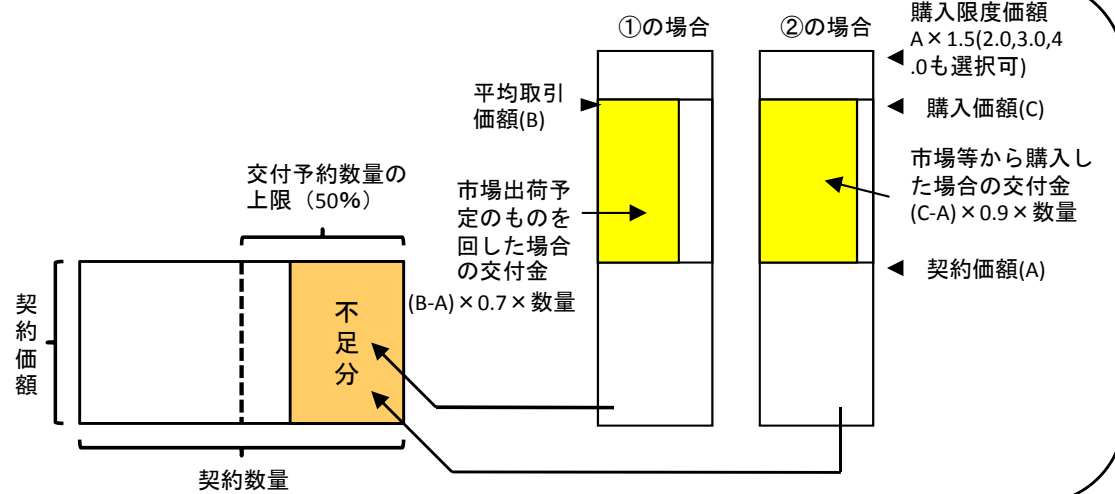 ①の場合
②の場合
購入限度価額
A×1.5(2.0,3.0,4
.0も選択可)
平均取引
価額(B)
購入価額(C)
交付予約数量の
上限（50%）
市場出荷予
定のものを
回した場合
の交付金
(B-A)×0.7×数量
市場等から購入し
た場合の交付金
(C-A)×0.9×数量
契約価額(A)
契約価額
不足分
契約数量